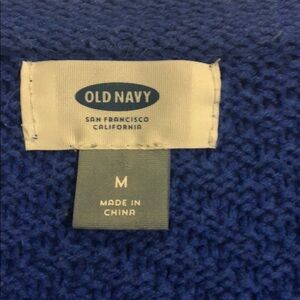 OLD NAVY
SAN FRANCISCO
CALIFORNIA
M
MADE IN
CHINA